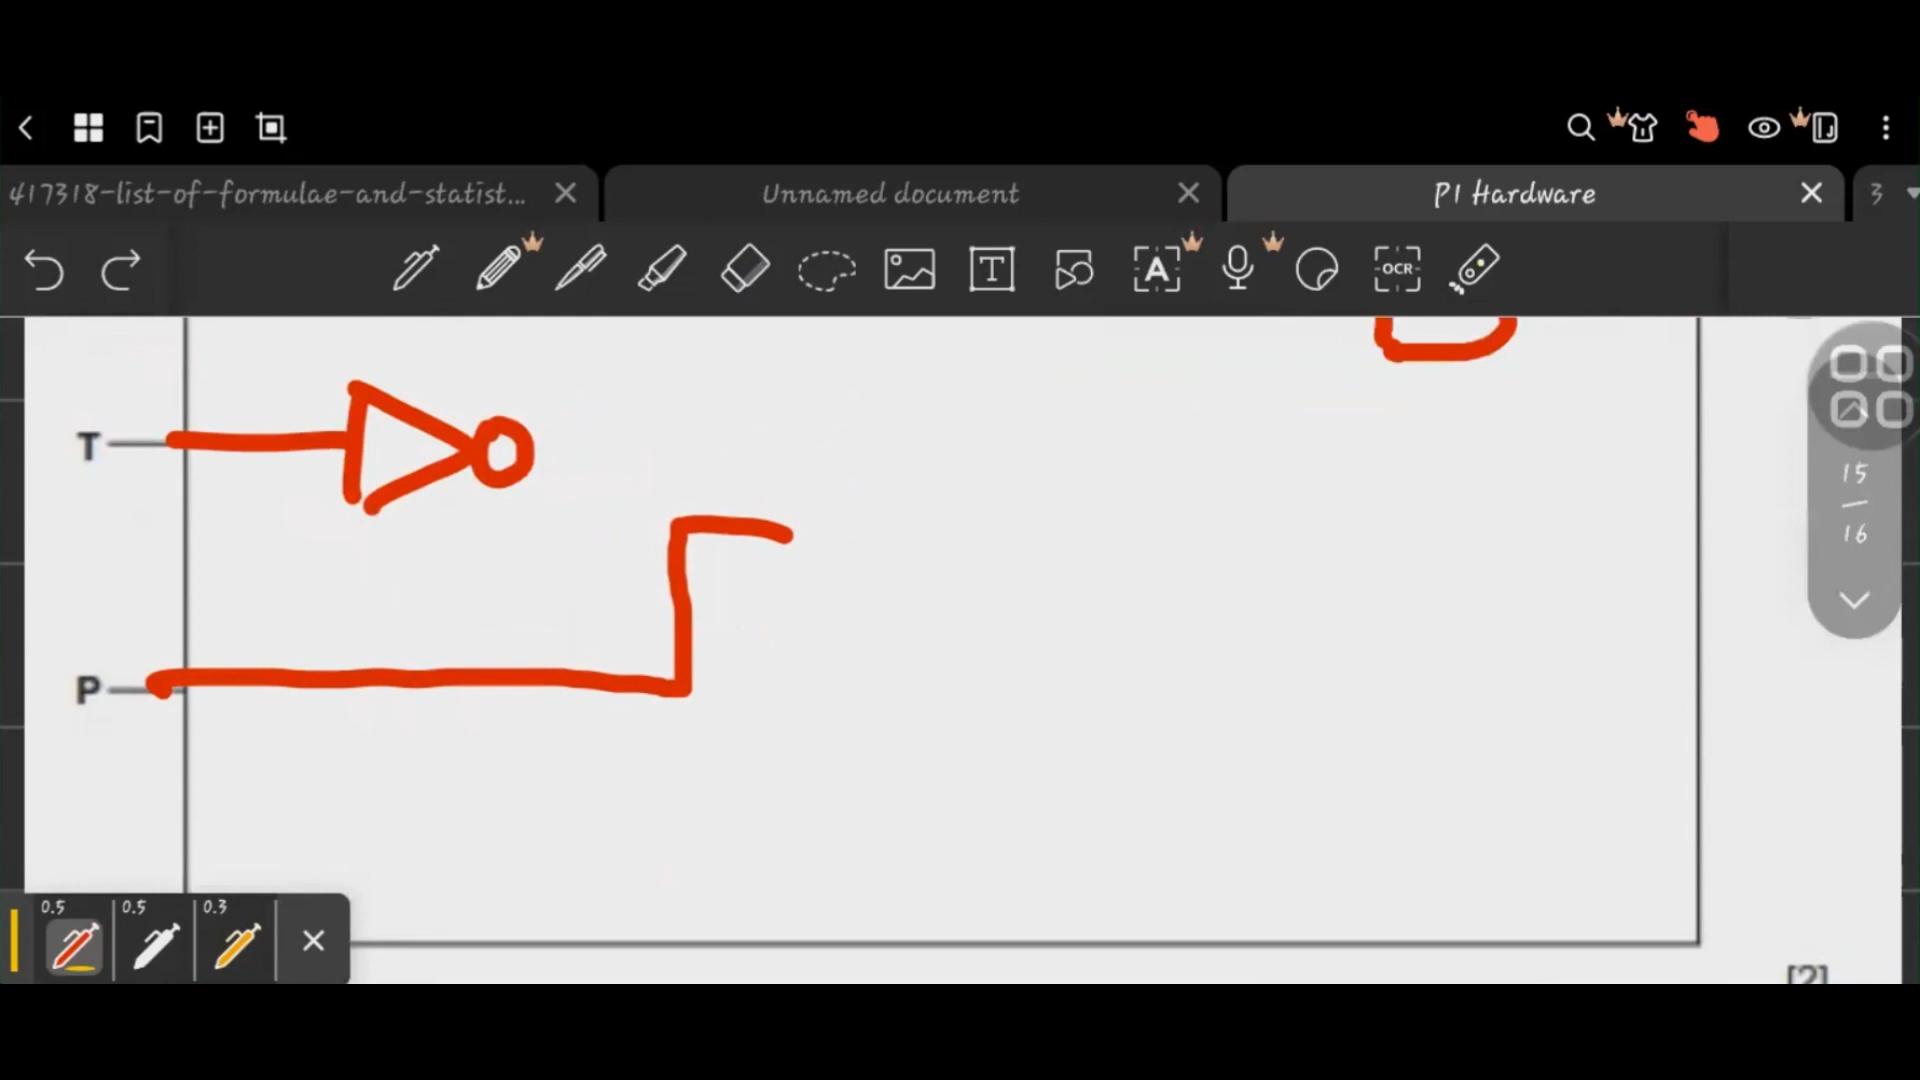 417318-list-of-formulae-and-statist...
Unnamed document
P1 Hardware
3
T
A
OCR
T
15
16
P
0.5
0.5
0.3
[2]